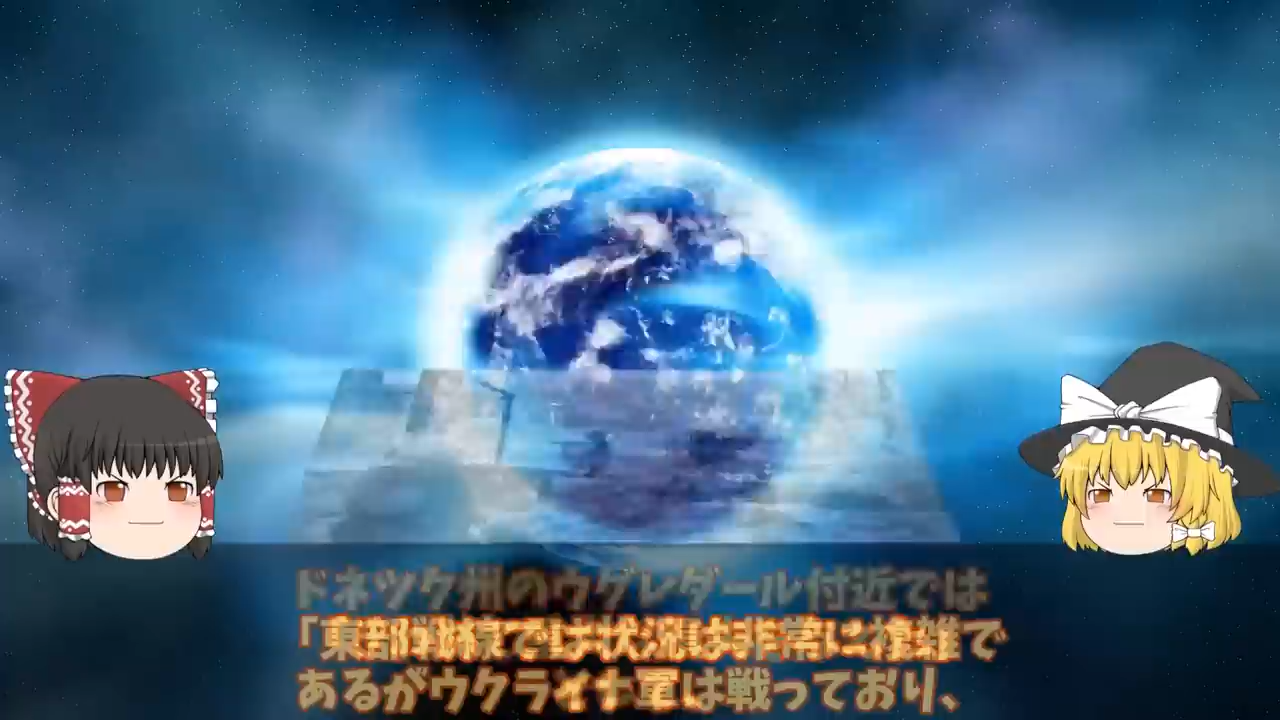 ドネツク州のウグレダール付近では
「東部戦線では状況は非常に複雑で
あるがウクライナ軍は戦っており、